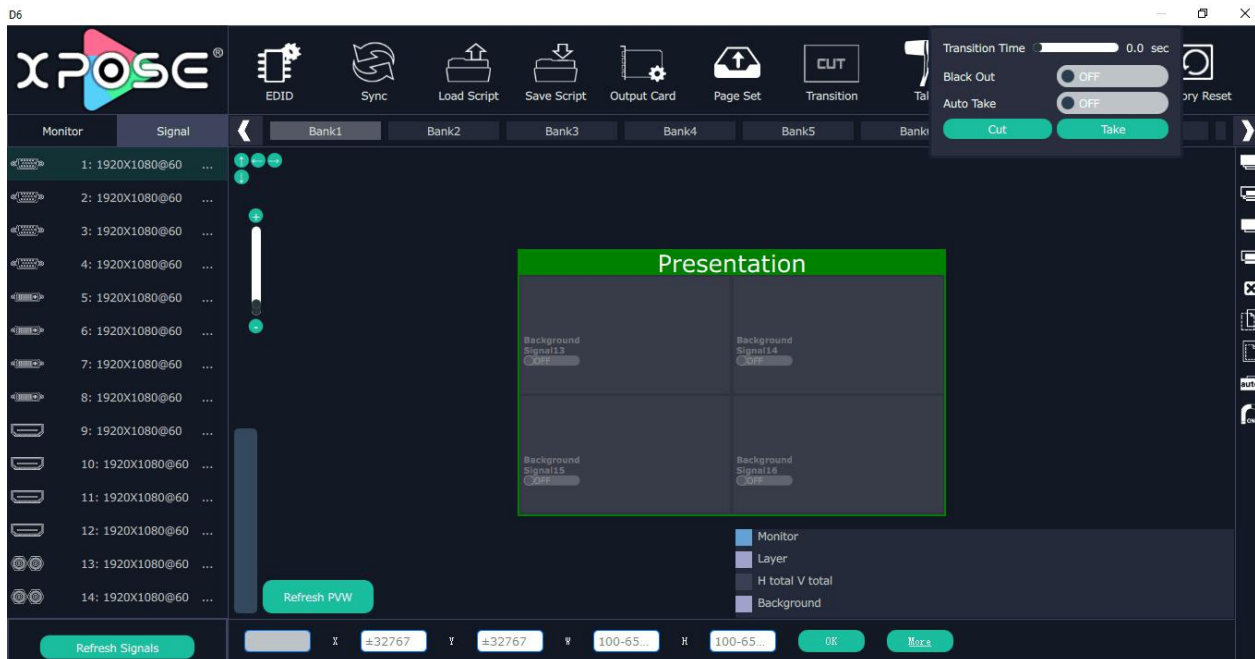 D6
XPOSE®
EDID
Sync
Load Script
Save Script
Output Card
Page Set
CUT
Transition
Transition Time 0.0 sec
Black Out OFF
Auto Take OFF
Cut Take
ory Reset
Monitor Signal
Bank1 Bank2 Bank3 Bank4 Bank5
1: 1920X1080@60 ...
2: 1920X1080@60 ...
3: 1920X1080@60 ...
4: 1920X1080@60 ...
5: 1920X1080@60 ...
6: 1920X1080@60 ...
7: 1920X1080@60 ...
8: 1920X1080@60 ...
9: 1920X1080@60 ...
10: 1920X1080@60 ...
11: 1920X1080@60 ...
12: 1920X1080@60 ...
13: 1920X1080@60 ...
14: 1920X1080@60 ...
Refresh Signals
Presentation
Background
Signal13
OFF
Background
Signal14
OFF
Background
Signal15
OFF
Background
Signal16
OFF
Monitor
Layer
H total V total
Background
Refresh PVW
X ±32767 Y ±32767 W 100-65... H 100-65... OK More